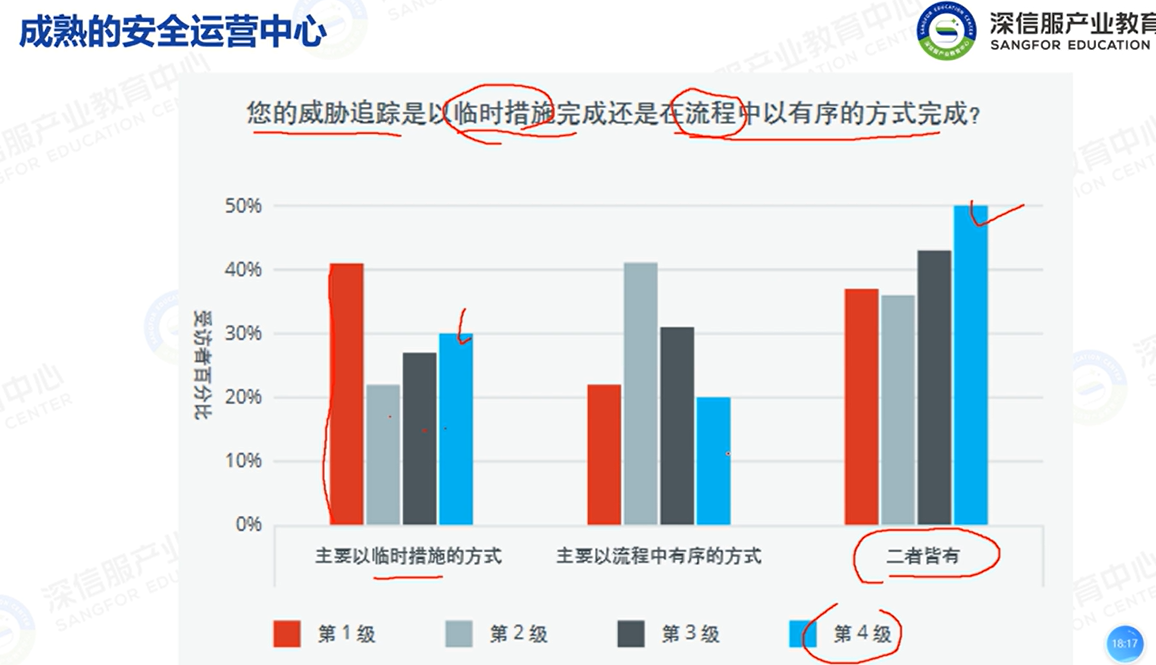 成熟的安全运营中心
深信服产业教育
SANGFOR EDUCATION
您的威胁追踪是以临时措施完成还是在流程中以有序的方式完成?
50%
40%
30%
20%
10%
0%
受访者百分比
主要以临时措施的方式
主要以流程中有序的方式
二者皆有
第1级
第2级
第3级
第4级
18:17